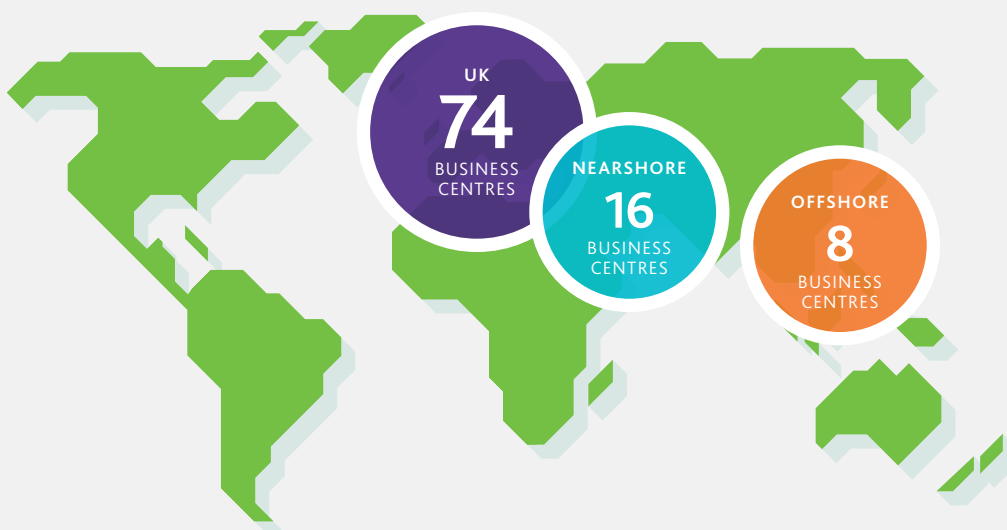 UK
74
BUSINESS
CENTRES
NEARSHORE
16
BUSINESS
CENTRES
OFFSHORE
8
BUSINESS
CENTRES